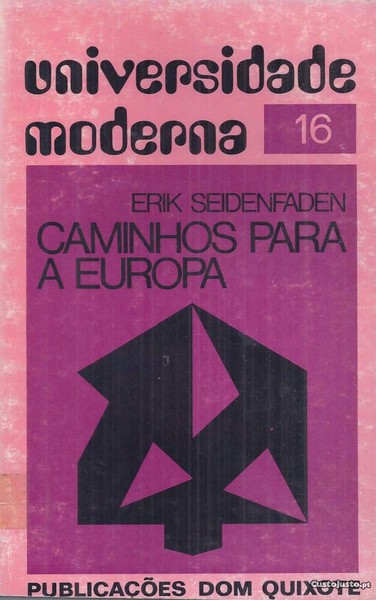 universidade
moderna
16
ERIK SEIDENFADEN
CAMINHOS PARA
A EUROPA
PUBLICAÇÕES DOM QUIXOTE
CustoJusto.pt